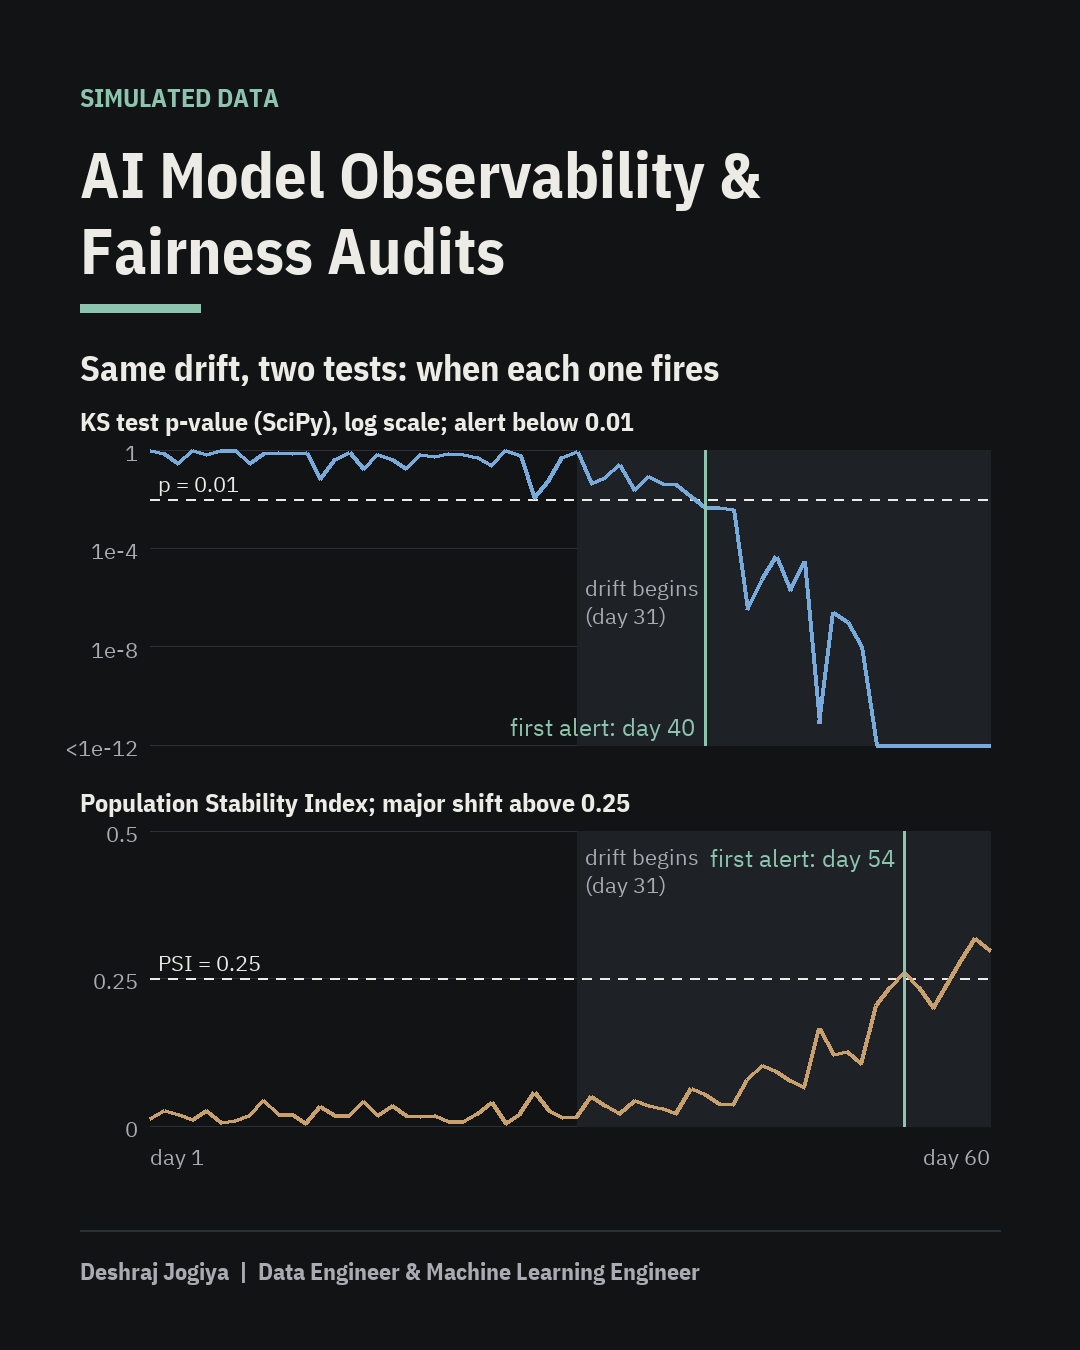 SIMULATED DATA
AI Model Observability &
Fairness Audits
Same drift, two tests: when each one fires
KS test p-value (SciPy), log scale; alert below 0.01
1
p = 0.01
1e-4
drift begins
(day 31)
1e-8
first alert: day 40
<1e-12
Population Stability Index; major shift above 0.25
0.5
drift begins
(day 31)
first alert: day 54
PSI = 0.25
0.25
0
day 1
day 60
Deshraj Jogiya | Data Engineer & Machine Learning Engineer